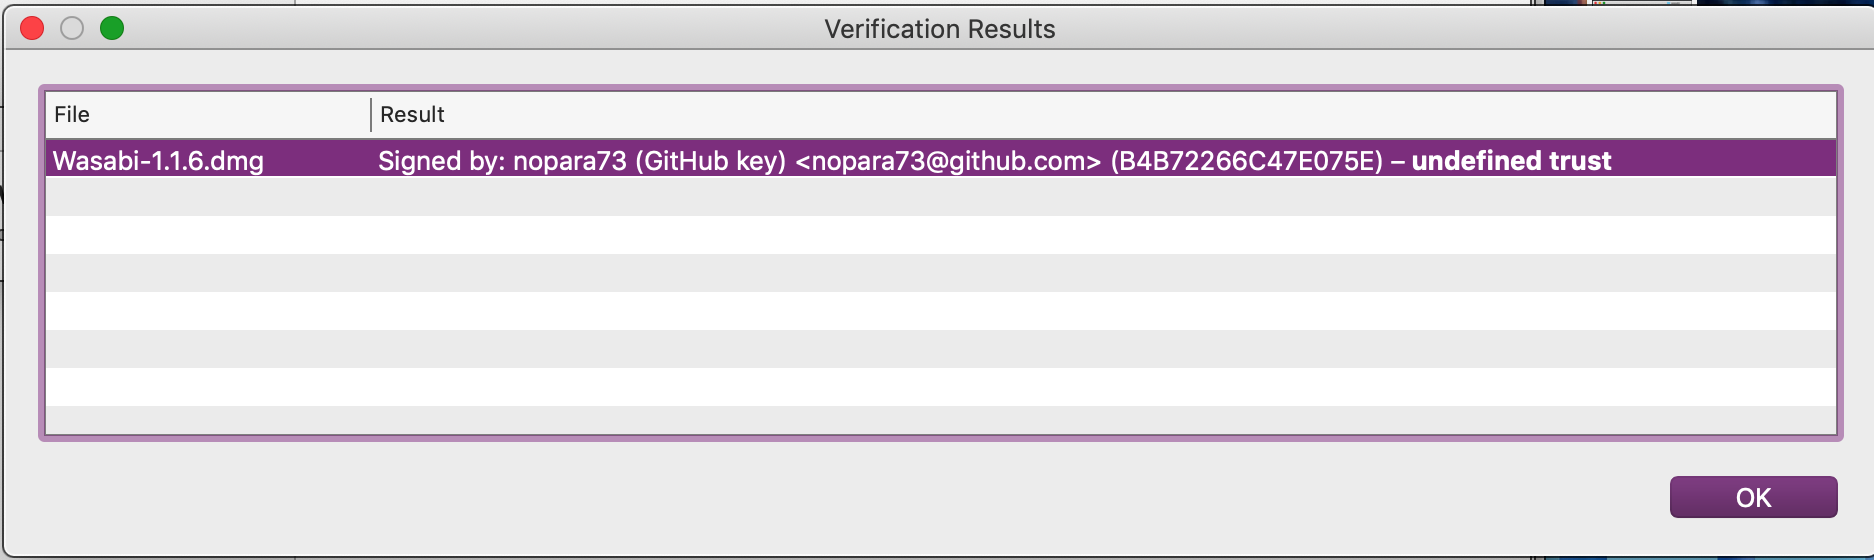 Verification Results
File Result
Wasabi-1.1.6.dmg Signed by: nopara73 (GitHub key) <nopara73@github.com> (B4B72266C47E075E) – undefined trust
OK